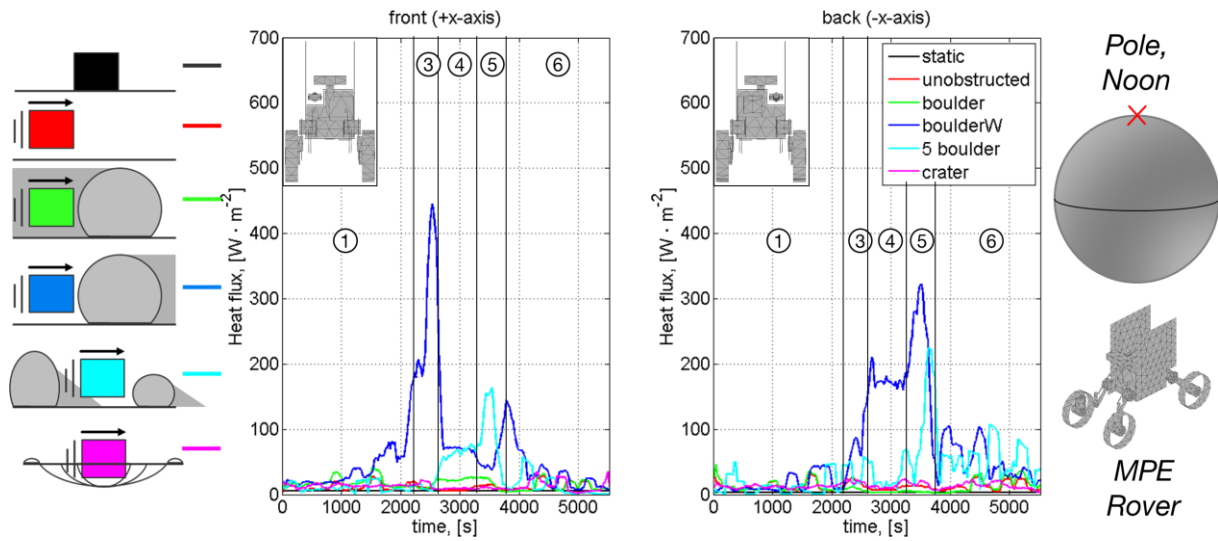 front (+x-axis)
700
600
500
400
300
200
100
0
Heat flux, [W · m⁻²]
3
4
5
6
1
0
1000
2000
3000
4000
5000
time, [s]
back (-x-axis)
700
600
500
400
300
200
100
0
Heat flux, [W · m⁻²]
static
unobstructed
boulder
boulderW
5 boulder
crater
1
3
4
5
6
0
1000
2000
3000
4000
5000
time, [s]
Pole,
Noon
MPE
Rover